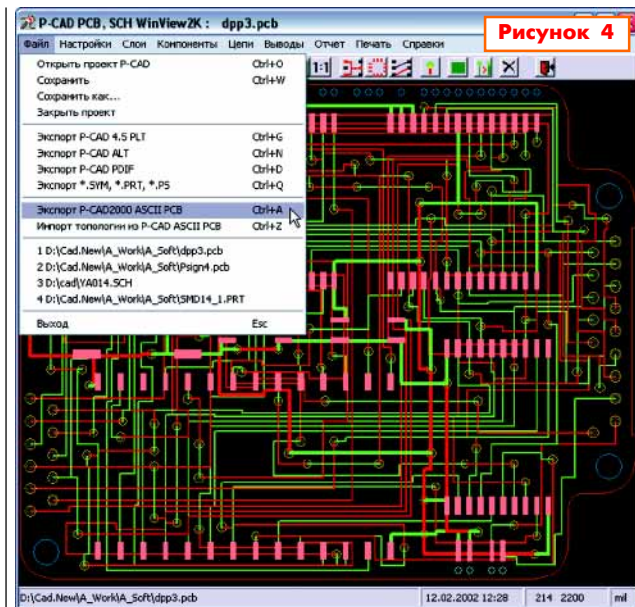 P-CAD PCB, SCH WinView2K : dpp3.pcb
Рисунок 4
Файл Настройки Слои Компоненты Цепи Выводы Отчет Печать Справки
1:1
Открыть проект P-CAD Ctrl+O
Сохранить Ctrl+W
Сохранить как...
Закрыть проект
Экспорт P-CAD 4.5 PLT Ctrl+G
Экспорт P-CAD ALT Ctrl+N
Экспорт P-CAD PDIF Ctrl+D
Экспорт *.SYM, *.PRT, *.PS Ctrl+Q
Экспорт P-CAD2000 ASCII PCB Ctrl+A
Импорт топологии из P-CAD ASCII PCB Ctrl+Z
1 D:\Cad.New\A_Work\A_Soft\dpp3.pcb
2 D:\Cad.New\A_Work\A_Soft\Psign4.pcb
3 D:\cad\YA014.SCH
4 D:\Cad.New\A_Work\A_Soft\SMD14_1.PRT
Выход Esc
D:\Cad.New\A_Work\A_Soft\dpp3.pcb 12.02.2002 12:28 214 2200 mil